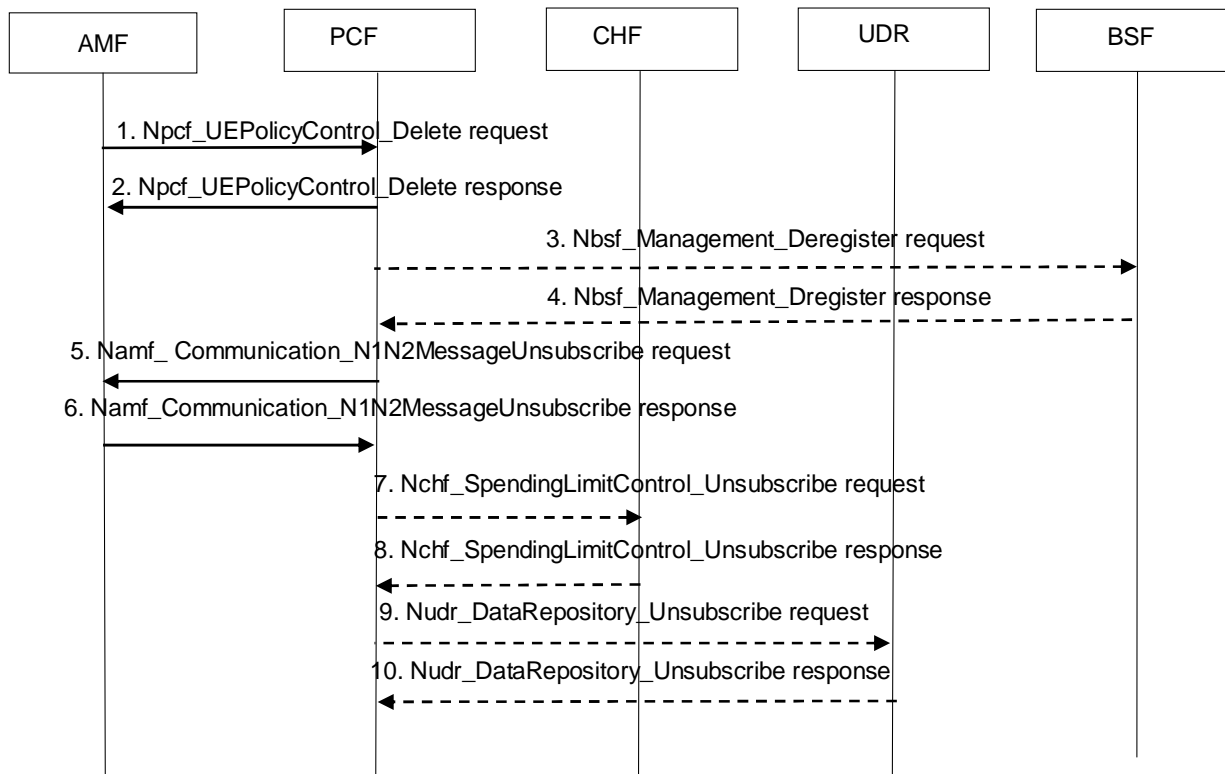 AMF
PCF
CHF
UDR
BSF
1. Npcf_UEPolicyControl_Delete request
2. Npcf_UEPolicyControl_Delete response
3. Nbsf_Management_Deregister request
4. Nbsf_Management_Dregister response
5. Namf_ Communication_N1N2MessageUnsubscribe request
6. Namf_Communication_N1N2MessageUnsubscribe response
7. Nchf_SpendingLimitControl_Unsubscribe request
8. Nchf_SpendingLimitControl_Unsubscribe response
9. Nudr_DataRepository_Unsubscribe request
10. Nudr_DataRepository_Unsubscribe response